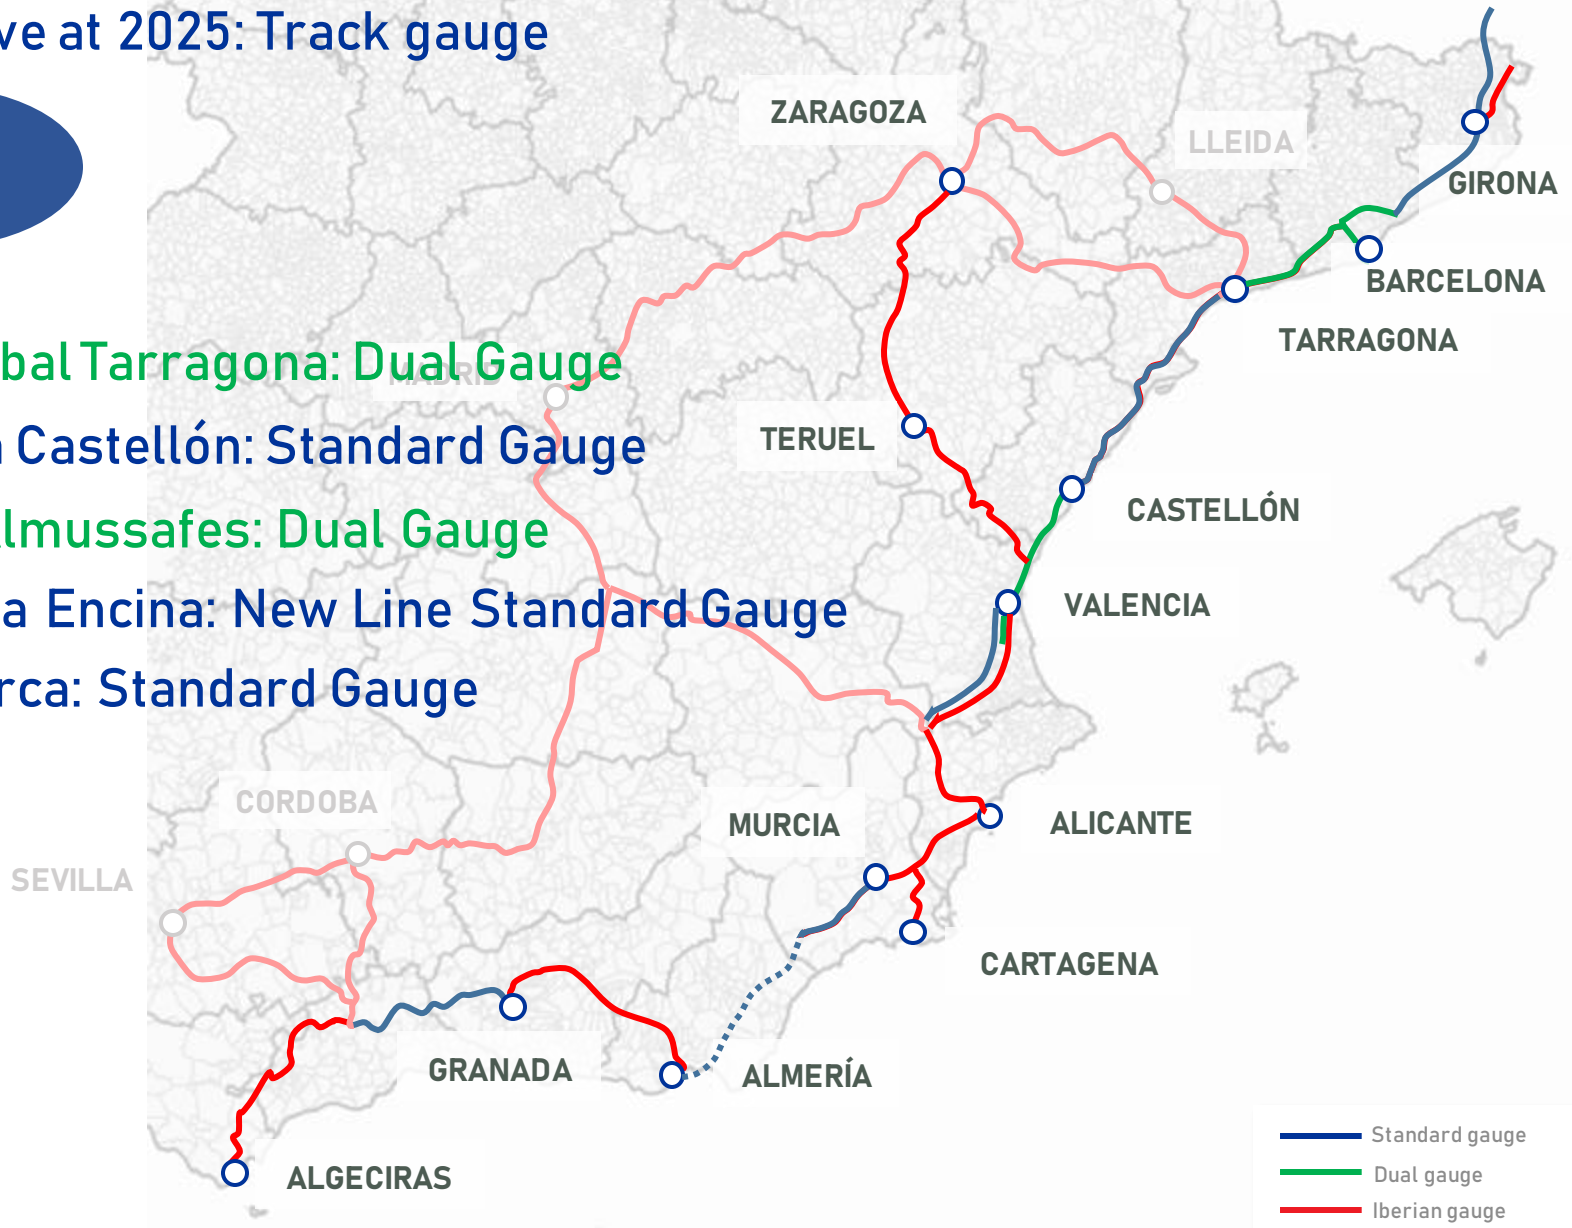 ve at 2025: Track gauge
ZARAGOZA
LLEIDA
GIRONA
BARCELONA
TARRAGONA
bal Tarragona: Dual Gauge
MADRID
TERUEL
Castellón: Standard Gauge
CASTELLÓN
lmussafes: Dual Gauge
VALENCIA
a Encina: New Line Standard Gauge
rca: Standard Gauge
CORDOBA
MURCIA
ALICANTE
SEVILLA
CARTAGENA
GRANADA
ALMERÍA
ALGECIRAS
Standard gauge
Dual gauge
Iberian gauge